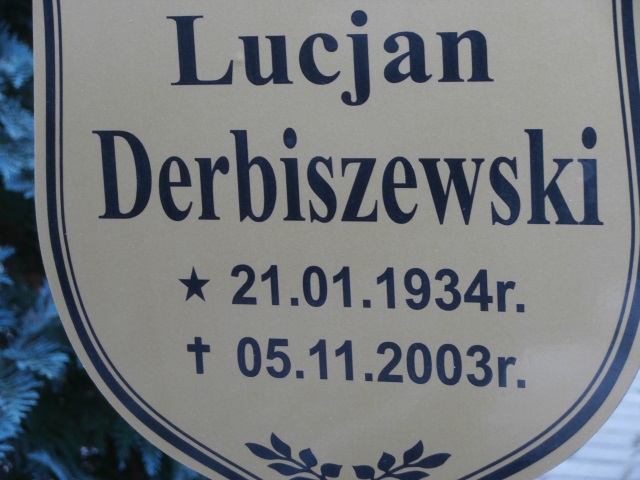 Lucjan
Derbiszewski
★ 21.01.1934r.
✝ 05.11.2003r.